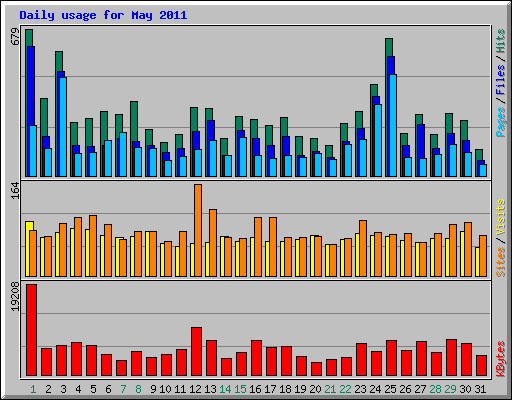 Daily usage for May 2011
679
Pages / Files / Hits
164
Sites / Visits
19208
KBytes
1 2 3 4 5 6 7 8 9 10 11 12 13 14 15 16 17 18 19 20 21 22 23 24 25 26 27 28 29 30 31